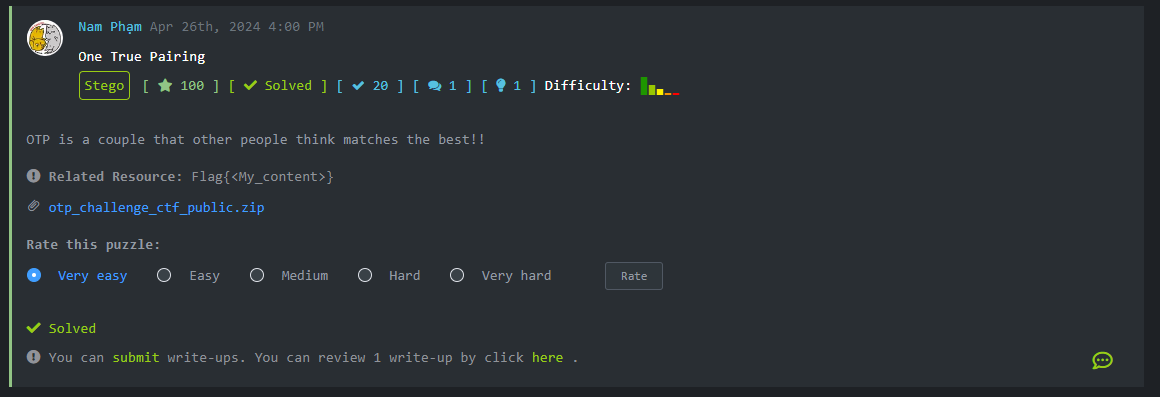 Nam Phạm Apr 26th, 2024 4:00 PM
One True Pairing
Stego [ 100 ] [ Solved ] [ 20 ] [ 1 ] [ 1 ] Difficulty:
OTP is a couple that other people think matches the best!!
Related Resource: Flag{<My_content>}
otp_challenge_ctf_public.zip
Rate this puzzle:
Very easy Easy Medium Hard Very hard Rate
Solved
You can submit write-ups. You can review 1 write-up by click here .